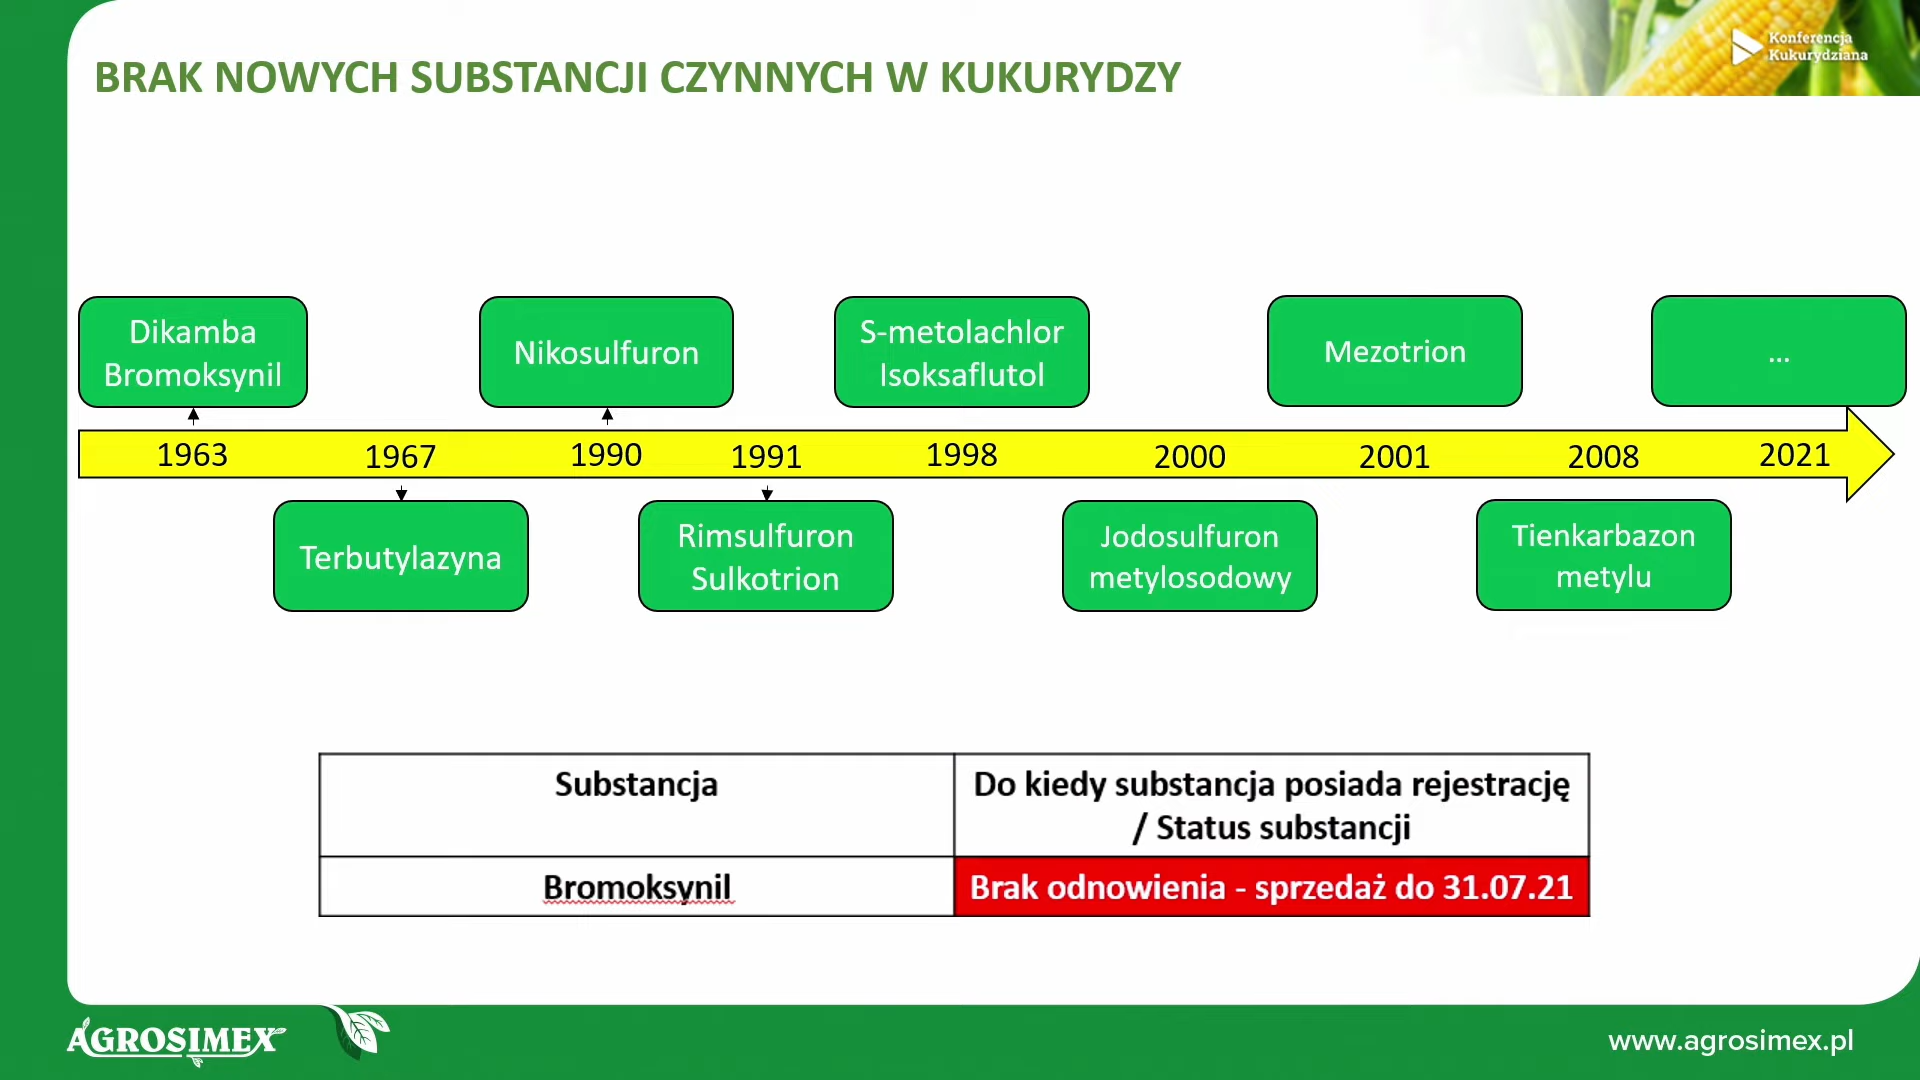 BRAK NOWYCH SUBSTANCJI CZYNNYCH W KUKURYDZY
Konferencja
Kukurydziana
Dikamba
Bromoksynil
Nikosulfuron
S-metolachlor
Isoksaflutol
Mezotrion
...
1963
1967
1990
1991
1998
2000
2001
2008
2021
Terbutylazyna
Rimsulfuron
Sulkotrion
Jodosulfuron
metylosodowy
Tienkarbazon
metylu
Substancja
Do kiedy substancja posiada rejestrację
/ Status substancji
Bromoksynil
Brak odnowienia - sprzedaż do 31.07.21
AGROSIMEX
www.agrosimex.pl